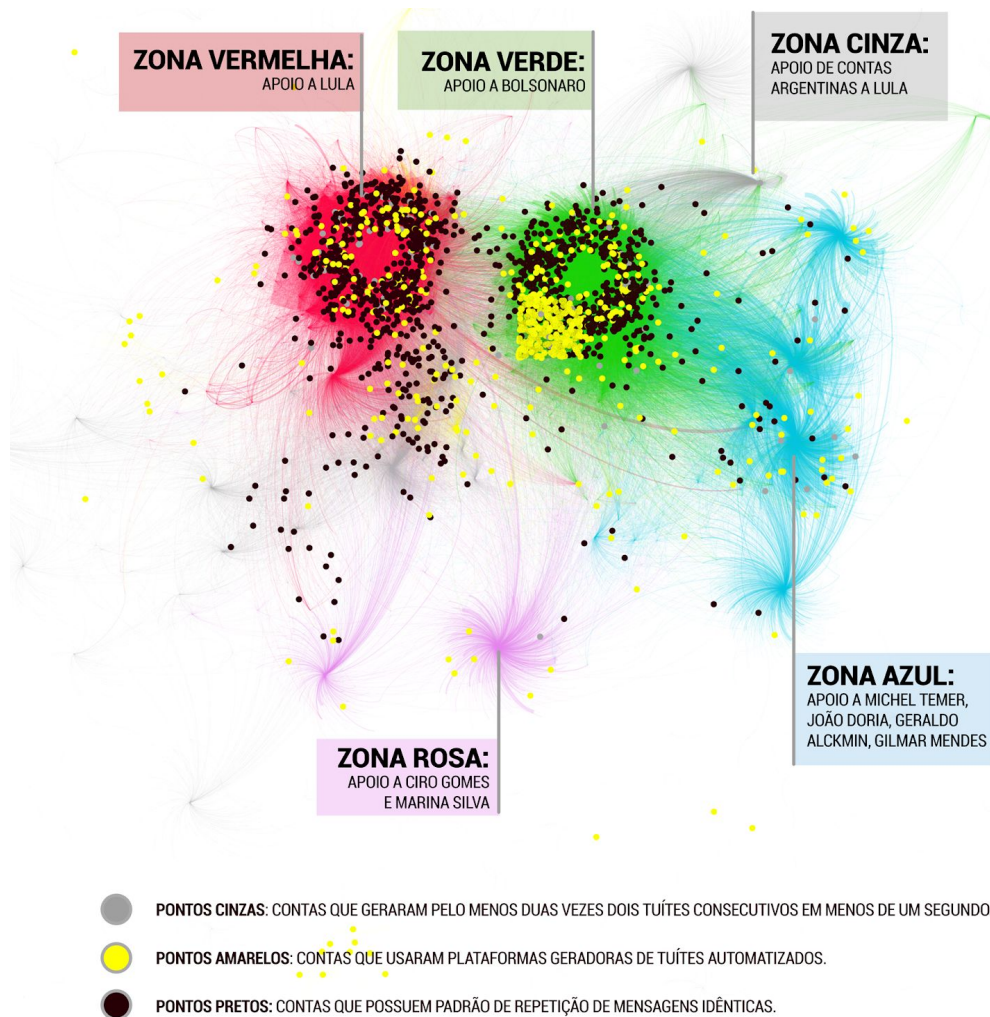 ZONA VERMELHA:
APOIO A LULA
ZONA VERDE:
APOIO A BOLSONARO
ZONA CINZA:
APOIO DE CONTAS
ARGENTINAS A LULA
ZONA AZUL:
APOIO A MICHEL TEMER,
JOÃO DORIA, GERALDO
ALCKMIN, GILMAR MENDES
ZONA ROSA:
APOIO A CIRO GOMES
E MARINA SILVA
PONTOS CINZAS: CONTAS QUE GERARAM PELO MENOS DUAS VEZES DOIS TUÍTES CONSECUTIVOS EM MENOS DE UM SEGUNDO
PONTOS AMARELOS: CONTAS QUE USARAM PLATAFORMAS GERADORAS DE TUÍTES AUTOMATIZADOS.
PONTOS PRETOS: CONTAS QUE POSSUEM PADRÃO DE REPETIÇÃO DE MENSAGENS IDÊNTICAS.